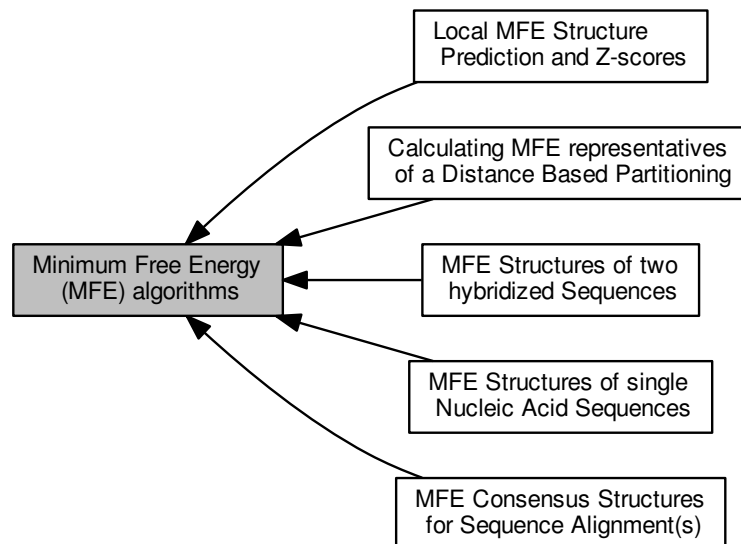 Local MFE Structure
Prediction and Z-scores
Calculating MFE representatives
of a Distance Based Partitioning
Minimum Free Energy
(MFE) algorithms
MFE Structures of two
hybridized Sequences
MFE Structures of single
Nucleic Acid Sequences
MFE Consensus Structures
for Sequence Alignment(s)